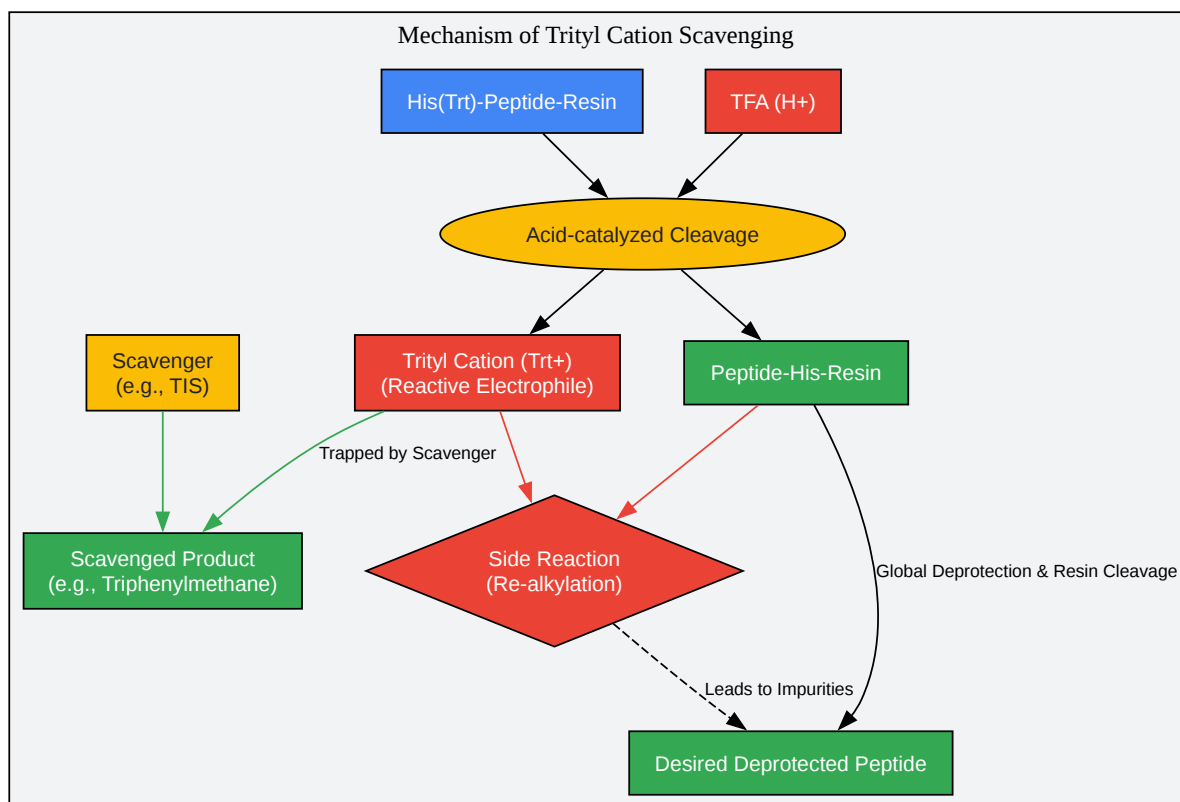 Mechanism of Trityl Cation Scavenging
His(Trt)-Peptide-Resin
TFA (H+)
Acid-catalyzed Cleavage
Scavenger
(e.g., TIS)
Trityl Cation (Trt+)
(Reactive Electrophile)
Peptide-His-Resin
Trapped by Scavenger
Scavenged Product
(e.g., Triphenylmethane)
Side Reaction
(Re-alkylation)
Global Deprotection & Resin Cleavage
Leads to Impurities
Desired Deprotected Peptide